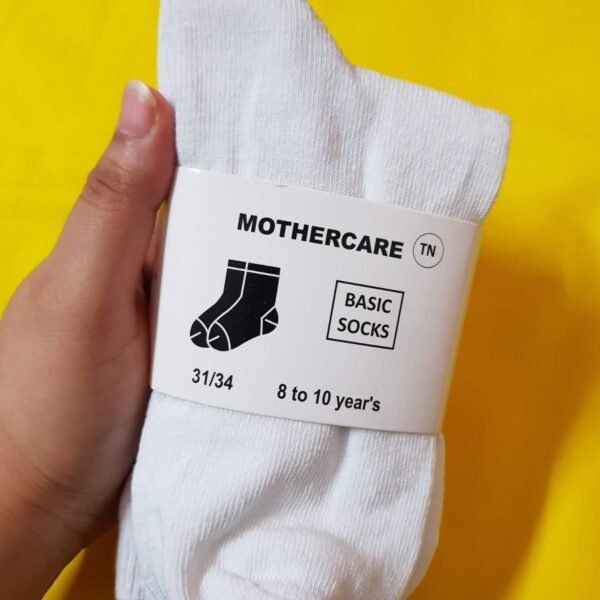 MOTHERCARE TN
BASIC
SOCKS
31/34 8 to 10 year's